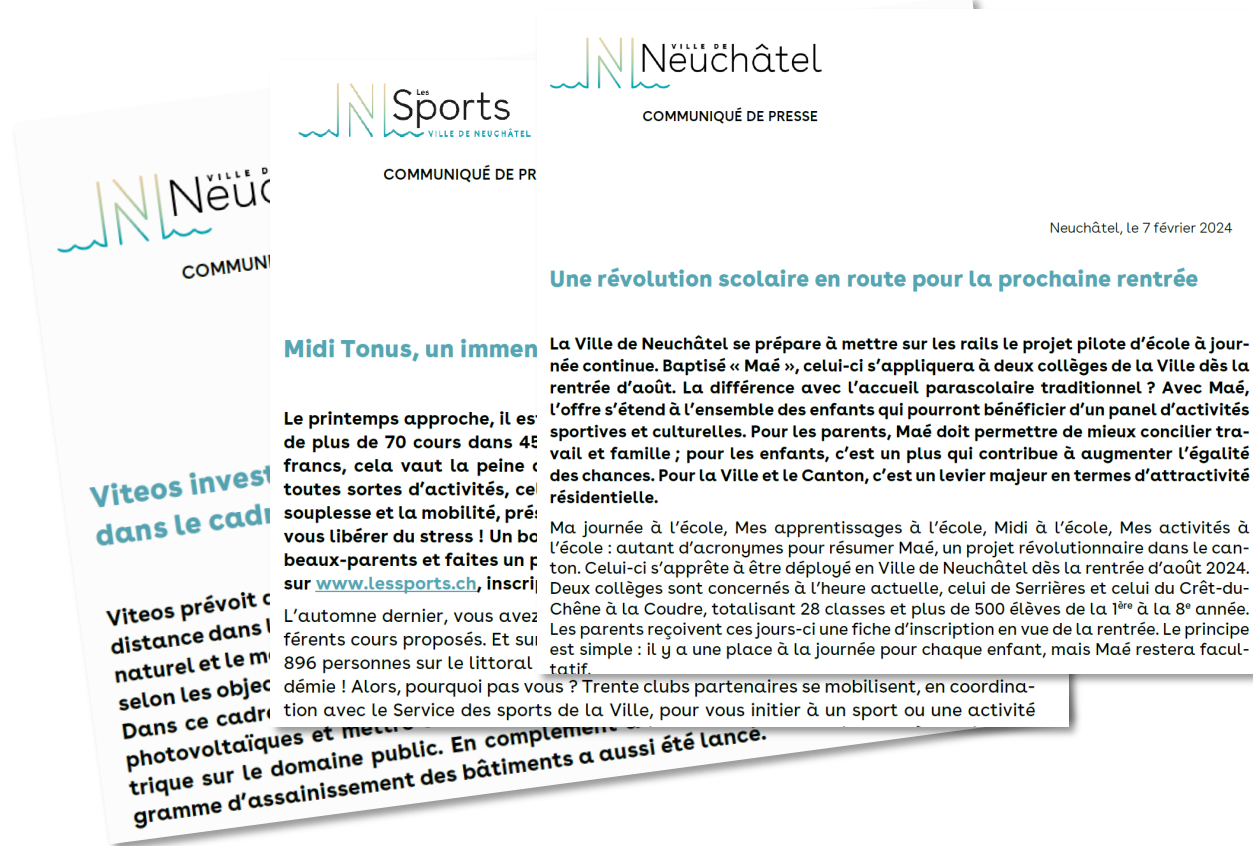 VILLE DE
Neuchâtel
COMMUNIQUÉ DE PRESSE
Neuchâtel, le 7 février 2024
Une révolution scolaire en route pour la prochaine rentrée
La Ville de Neuchâtel se prépare à mettre sur les rails le projet pilote d’école à jour-
née continue. Baptisé « Maé », celui-ci s’appliquera à deux collèges de la Ville dès la
rentrée d’août. La différence avec l’accueil parascolaire traditionnel ? Avec Maé,
l’offre s’étend à l’ensemble des enfants qui pourront bénéficier d’un panel d’activités
sportives et culturelles. Pour les parents, Maé doit permettre de mieux concilier tra-
vail et famille ; pour les enfants, c’est un plus qui contribue à augmenter l’égalité
des chances. Pour la Ville et le Canton, c’est un levier majeur en termes d’attractivité
résidentielle.
Ma journée à l’école, Mes apprentissages à l’école, Midi à l’école, Mes activités à
l’école : autant d’acronymes pour résumer Maé, un projet révolutionnaire dans le can-
ton. Celui-ci s’apprête à être déployé en Ville de Neuchâtel dès la rentrée d’août 2024.
Deux collèges sont concernés à l’heure actuelle, celui de Serrières et celui du Crêt-du-
Chêne à la Coudre, totalisant 28 classes et plus de 500 élèves de la 1ère à la 8e année.
Les parents reçoivent ces jours-ci une fiche d’inscription en vue de la rentrée. Le principe
est simple : il y a une place à la journée pour chaque enfant, mais Maé restera facul-
tatif.
Les
Sports
VILLE DE NEUCHÂTEL
COMMUNIQUÉ DE PR
Midi Tonus, un immen
Le printemps approche, il es
de plus de 70 cours dans 45
francs, cela vaut la peine
toutes sortes d’activités, ce
souplesse et la mobilité, prés
vous libérer du stress ! Un bo
beaux-parents et faites un p
sur www.lessports.ch, inscri
L’automne dernier, vous avez
férents cours proposés. Et su
896 personnes sur le littoral
démie ! Alors, pourquoi pas vous ? Trente clubs partenaires se mobilisent, en coordina-
tion avec le Service des sports de la Ville, pour vous initier à un sport ou une activité
VILLE D
Neuc
COMMUN
Viteos invest
dans le cad
Viteos prévoit
distance dans
naturel et le m
selon les objec
Dans ce cadr
photovoltaïques et mettre
trique sur le domaine public. En complément
gramme d’assainissement des bâtiments a aussi été lancé.